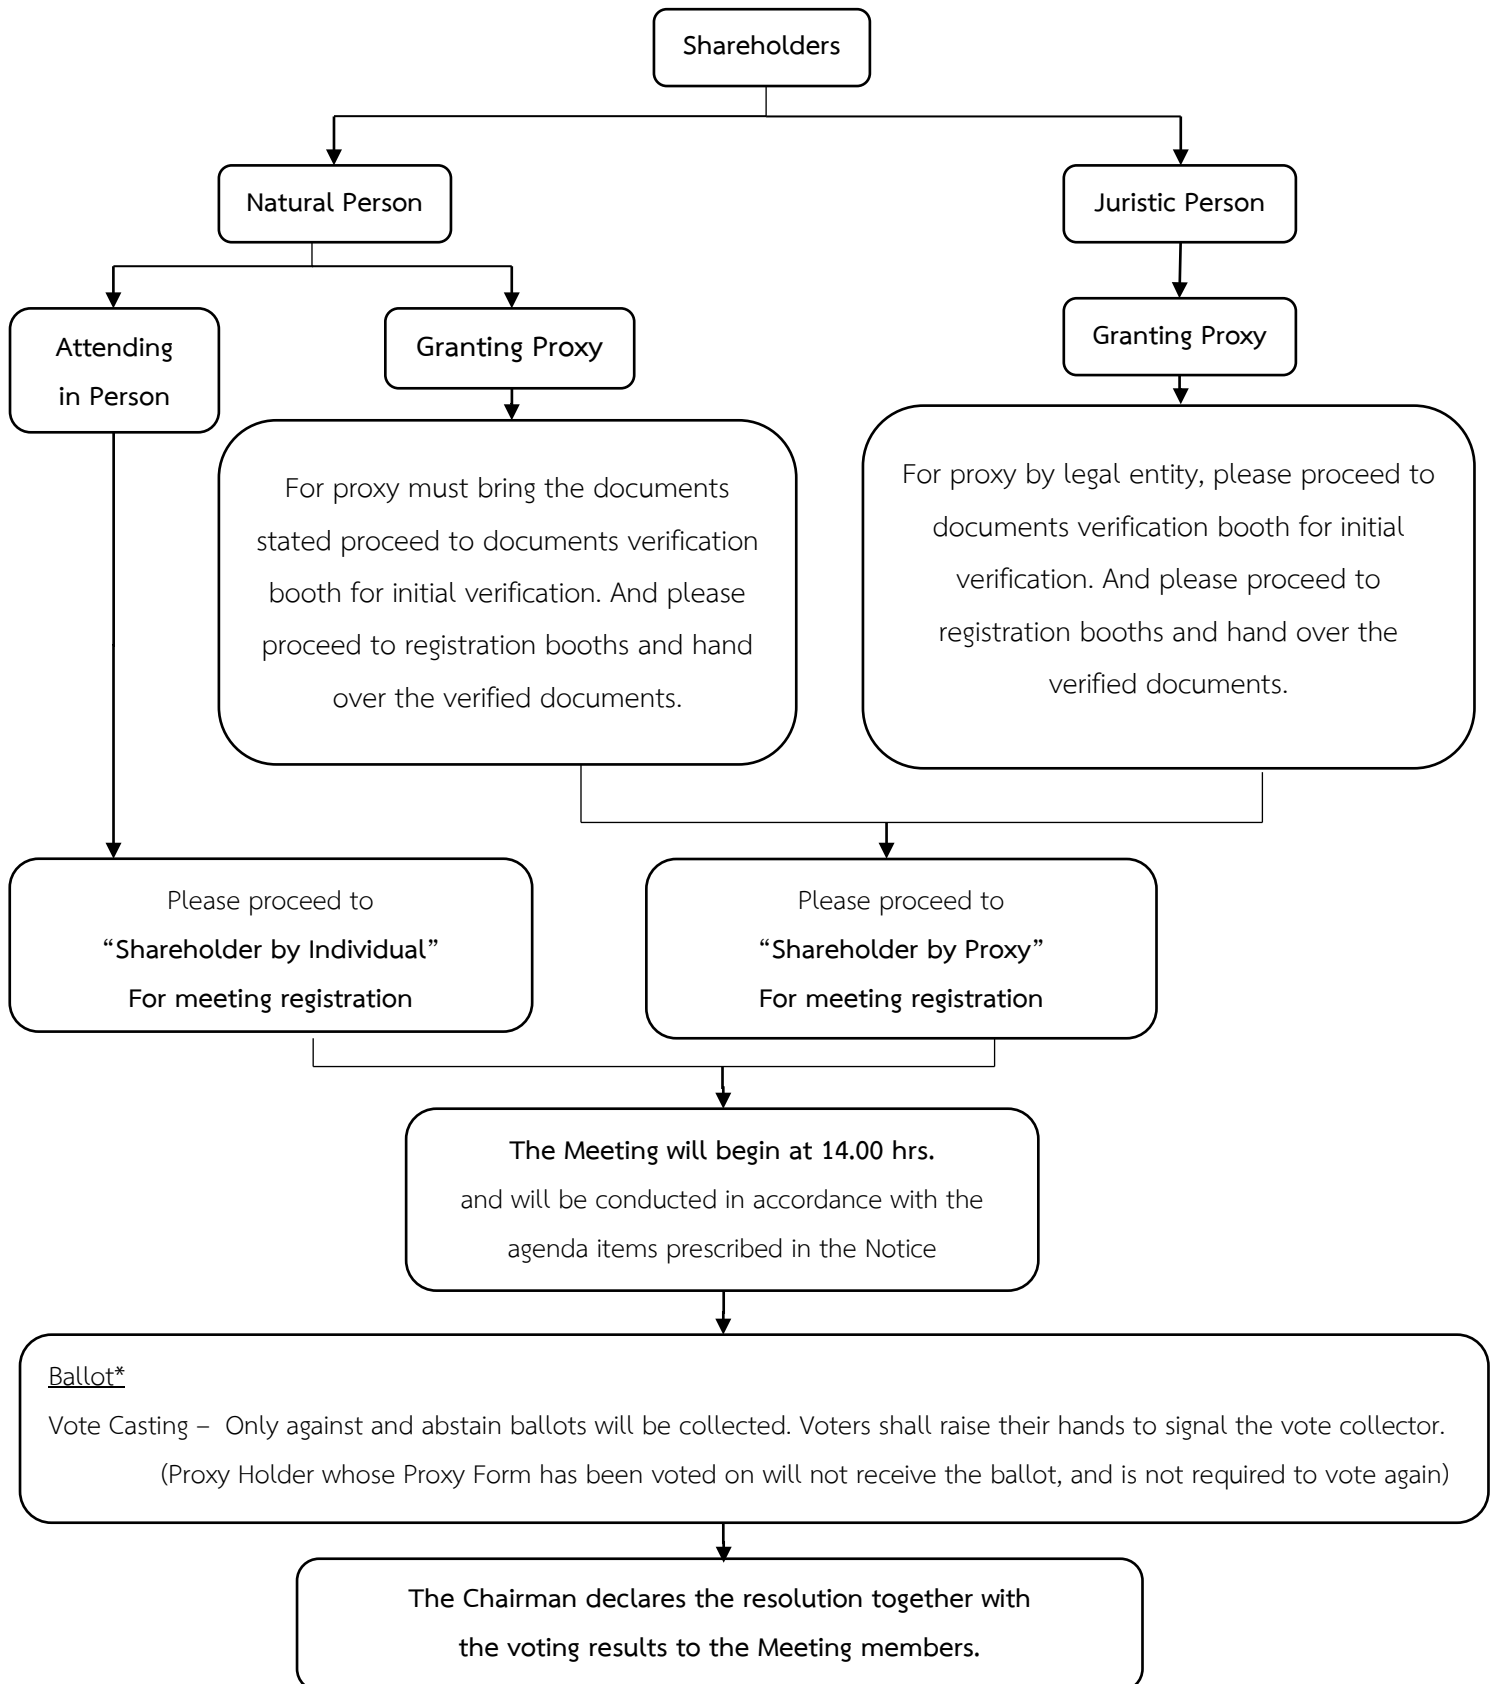 Shareholders
Natural Person
Juristic Person
Attending
in Person
Granting Proxy
Granting Proxy
For proxy must bring the documents
stated proceed to documents verification
booth for initial verification. And please
proceed to registration booths and hand
over the verified documents.
For proxy by legal entity, please proceed to
documents verification booth for initial
verification. And please proceed to
registration booths and hand over the
verified documents.
Please proceed to
“Shareholder by Individual”
For meeting registration
Please proceed to
“Shareholder by Proxy”
For meeting registration
The Meeting will begin at 14.00 hrs.
and will be conducted in accordance with the
agenda items prescribed in the Notice
Ballot*
Vote Casting – Only against and abstain ballots will be collected. Voters shall raise their hands to signal the vote collector.
(Proxy Holder whose Proxy Form has been voted on will not receive the ballot, and is not required to vote again)
The Chairman declares the resolution together with
the voting results to the Meeting members.